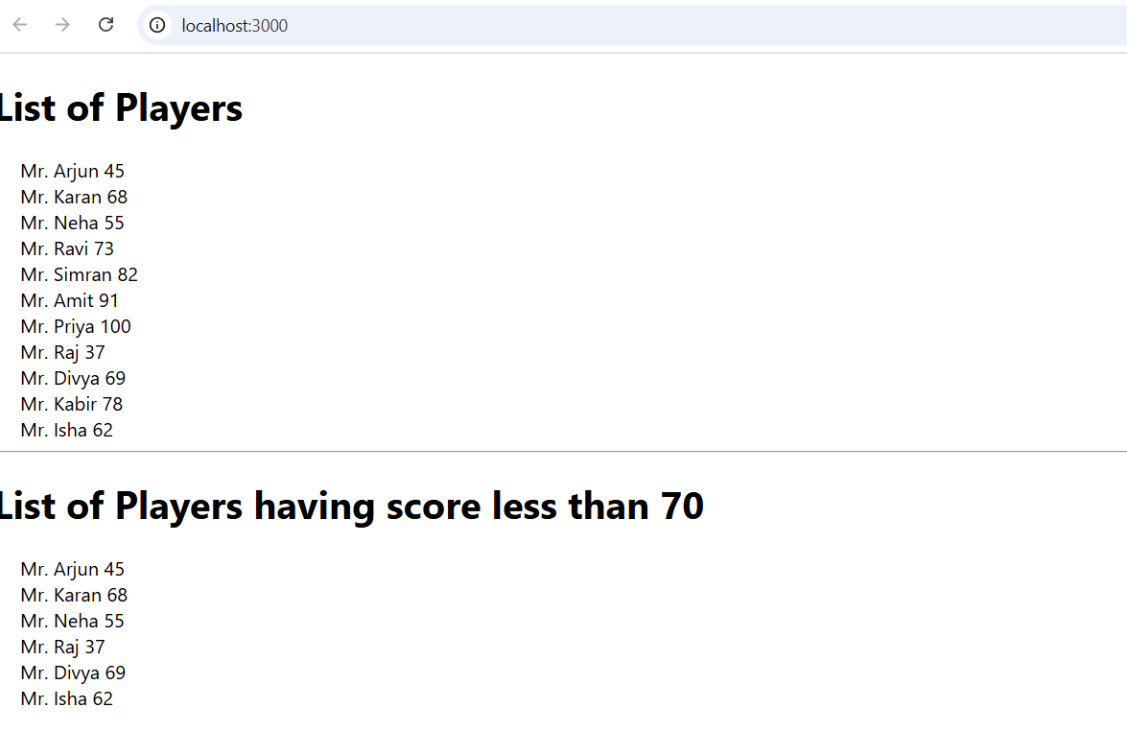 localhost:3000
List of Players
Mr. Arjun 45
Mr. Karan 68
Mr. Neha 55
Mr. Ravi 73
Mr. Simran 82
Mr. Amit 91
Mr. Priya 100
Mr. Raj 37
Mr. Divya 69
Mr. Kabir 78
Mr. Isha 62
List of Players having score less than 70
Mr. Arjun 45
Mr. Karan 68
Mr. Neha 55
Mr. Raj 37
Mr. Divya 69
Mr. Isha 62